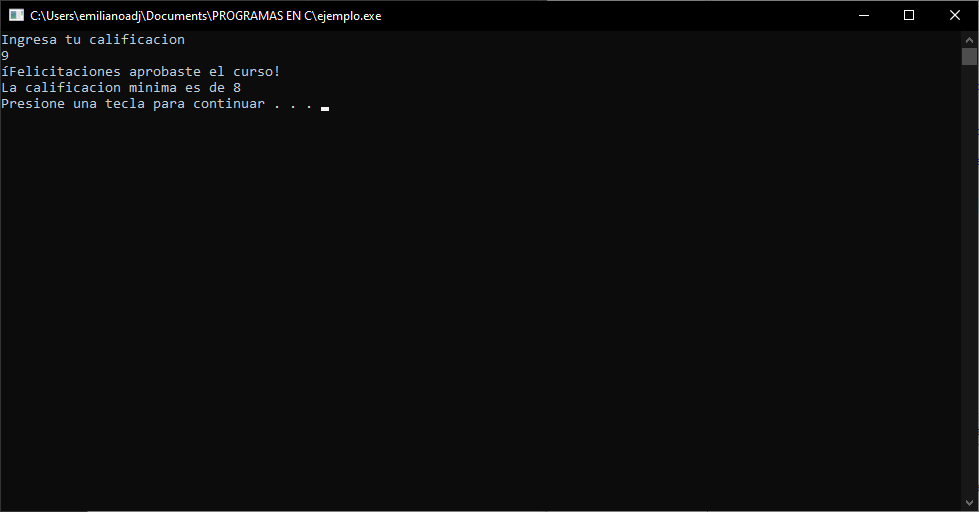 C:\Users\emilianoadj\Documents\PROGRAMAS EN C\ejemplo.exe
Ingresa tu calificacion
9
íFelicitaciones aprobaste el curso!
La calificacion minima es de 8
Presione una tecla para continuar . . .